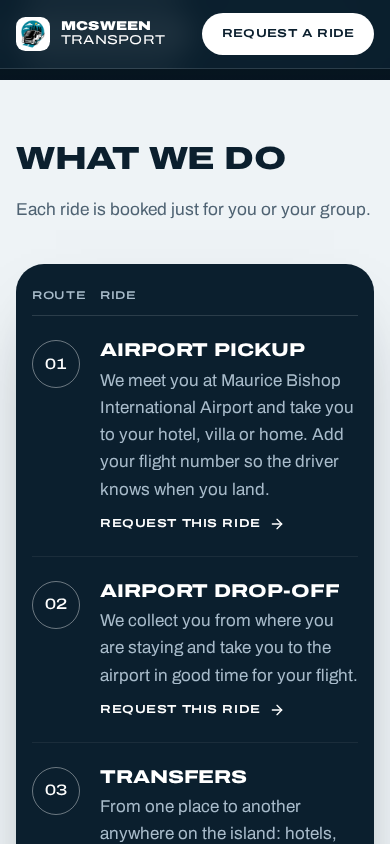 MCSWEEN
TRANSPORT
REQUEST A RIDE
WHAT WE DO
Each ride is booked just for you or your group.
ROUTE RIDE
01
AIRPORT PICKUP
We meet you at Maurice Bishop
International Airport and take you
to your hotel, villa or home. Add
your flight number so the driver
knows when you land.
REQUEST THIS RIDE →
02
AIRPORT DROP-OFF
We collect you from where you
are staying and take you to the
airport in good time for your flight.
REQUEST THIS RIDE →
03
TRANSFERS
From one place to another
anywhere on the island: hotels,